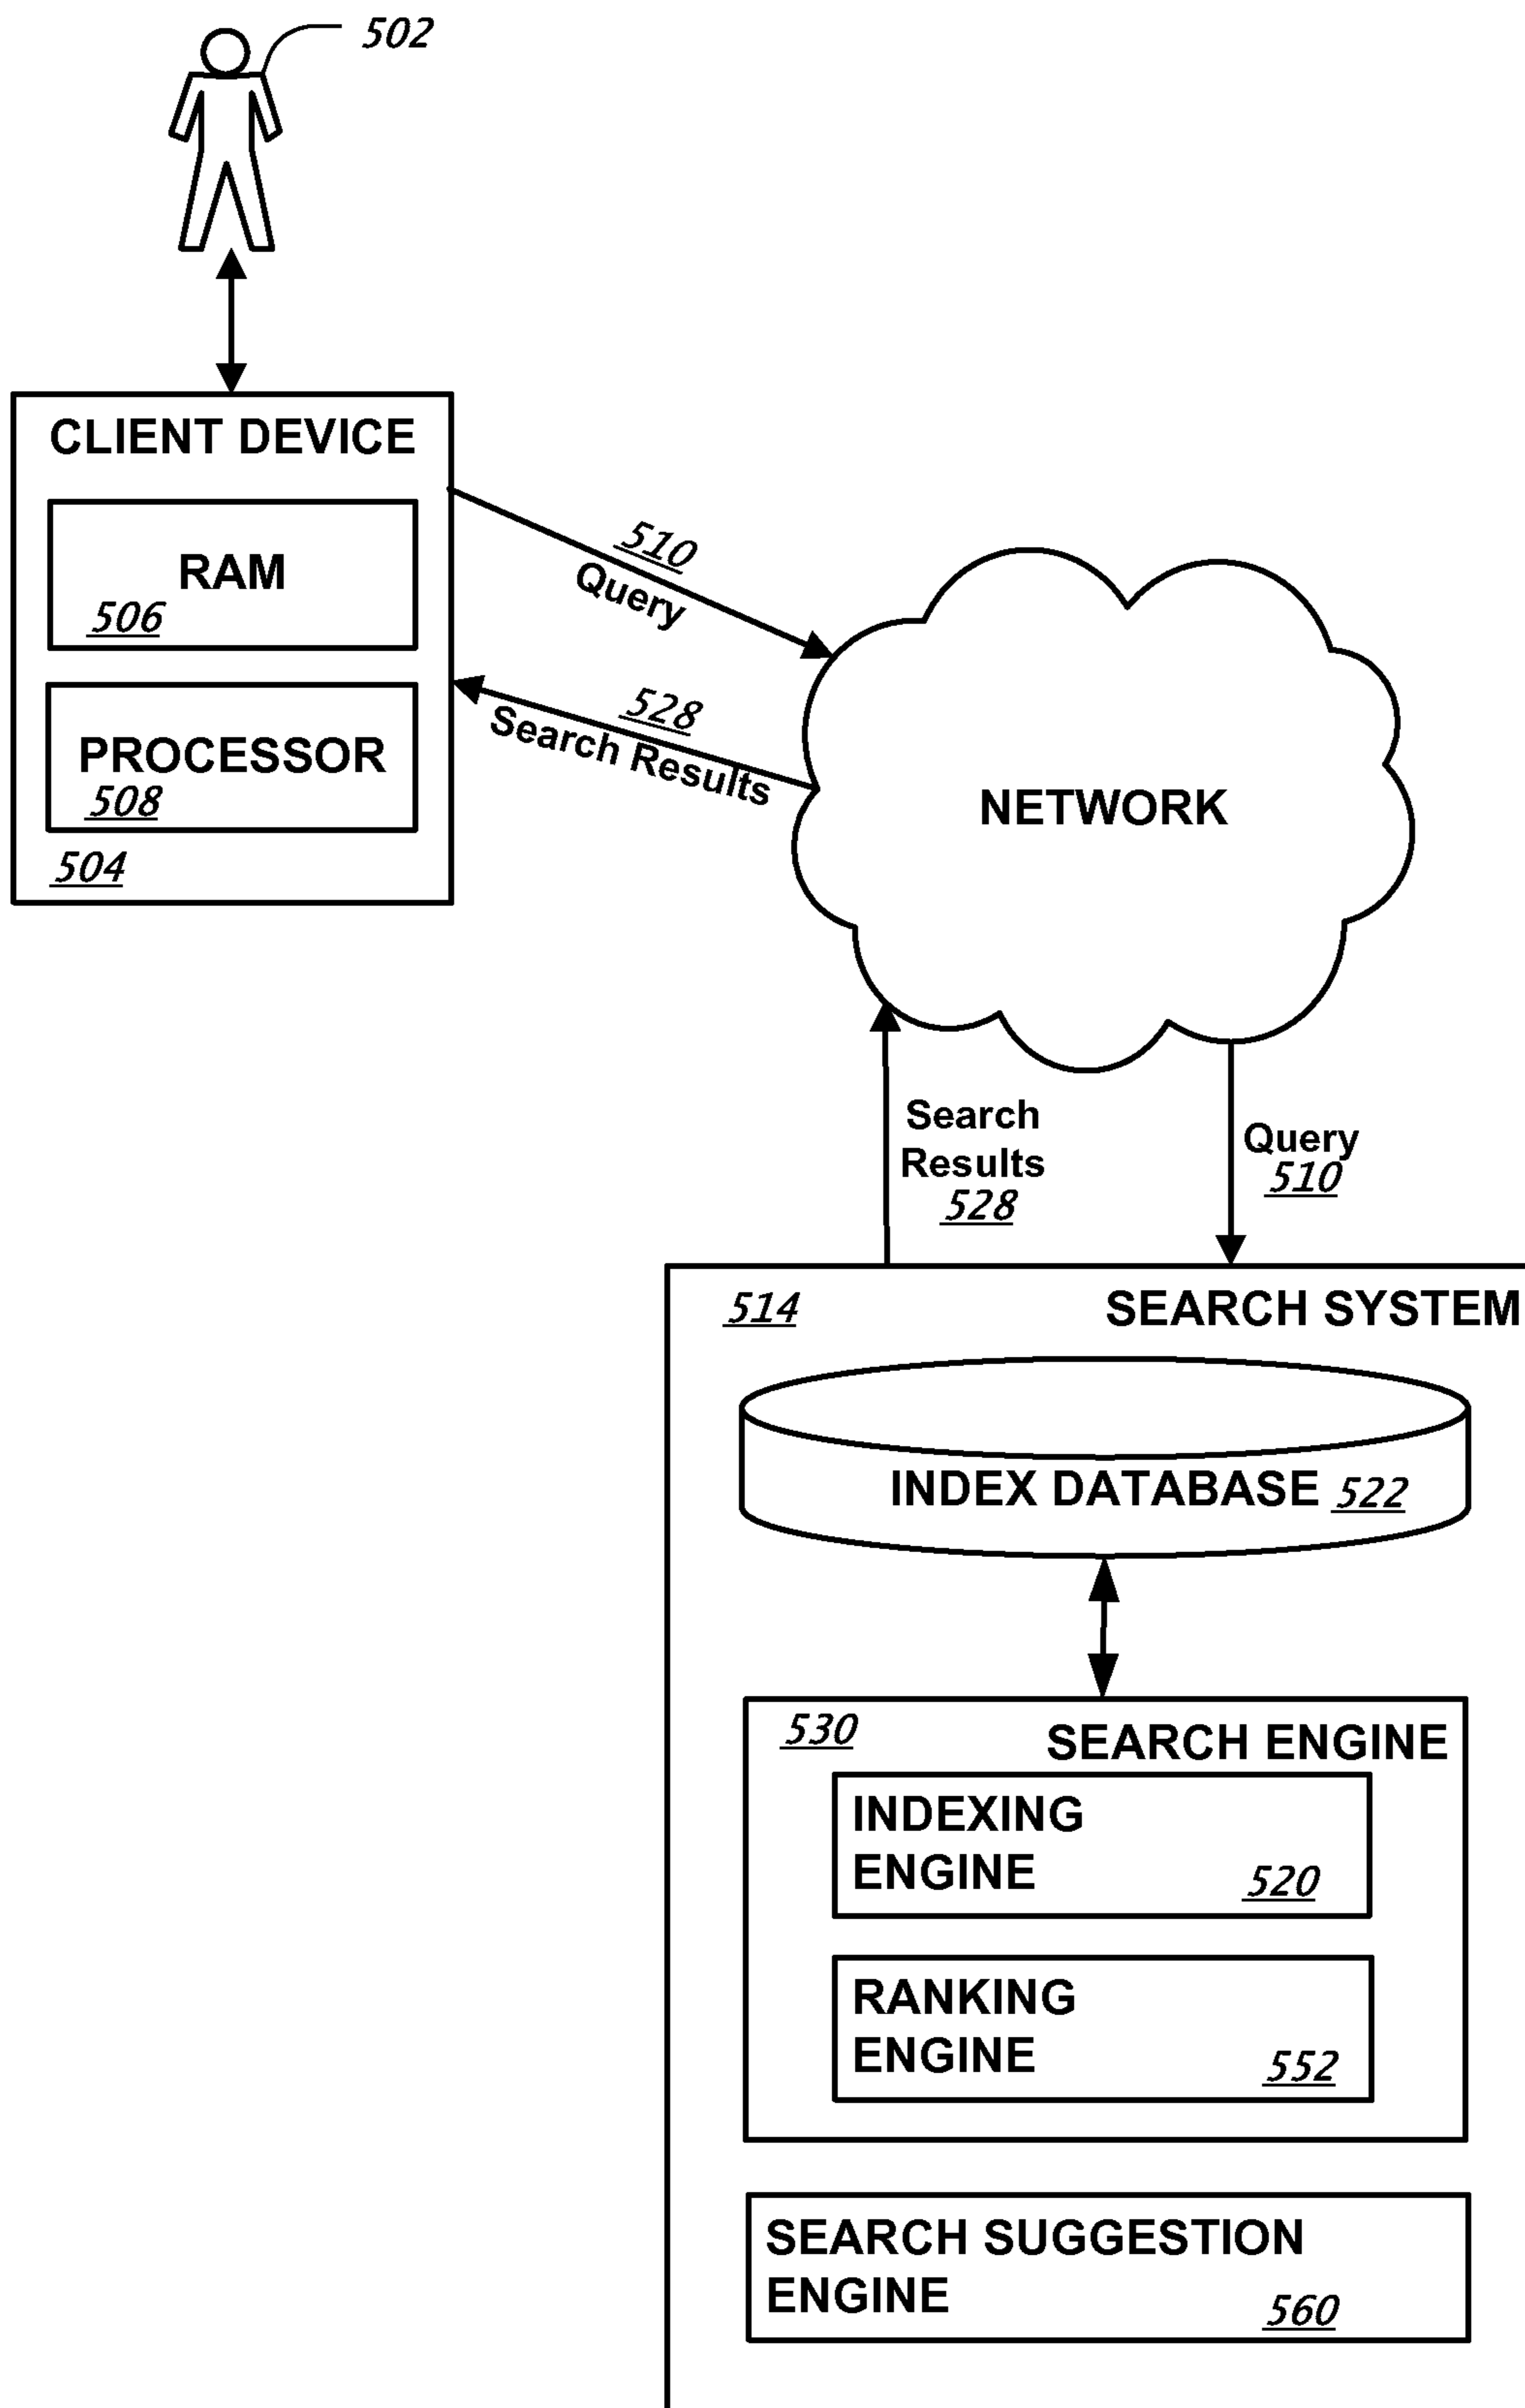 502
CLIENT DEVICE
RAM
506
PROCESSOR
508
504
510
Query
528
Search Results
NETWORK
Search
Results
528
Query
510
514
SEARCH SYSTEM
INDEX DATABASE 522
530
SEARCH ENGINE
INDEXING
ENGINE
520
RANKING
ENGINE
552
SEARCH SUGGESTION
ENGINE
560